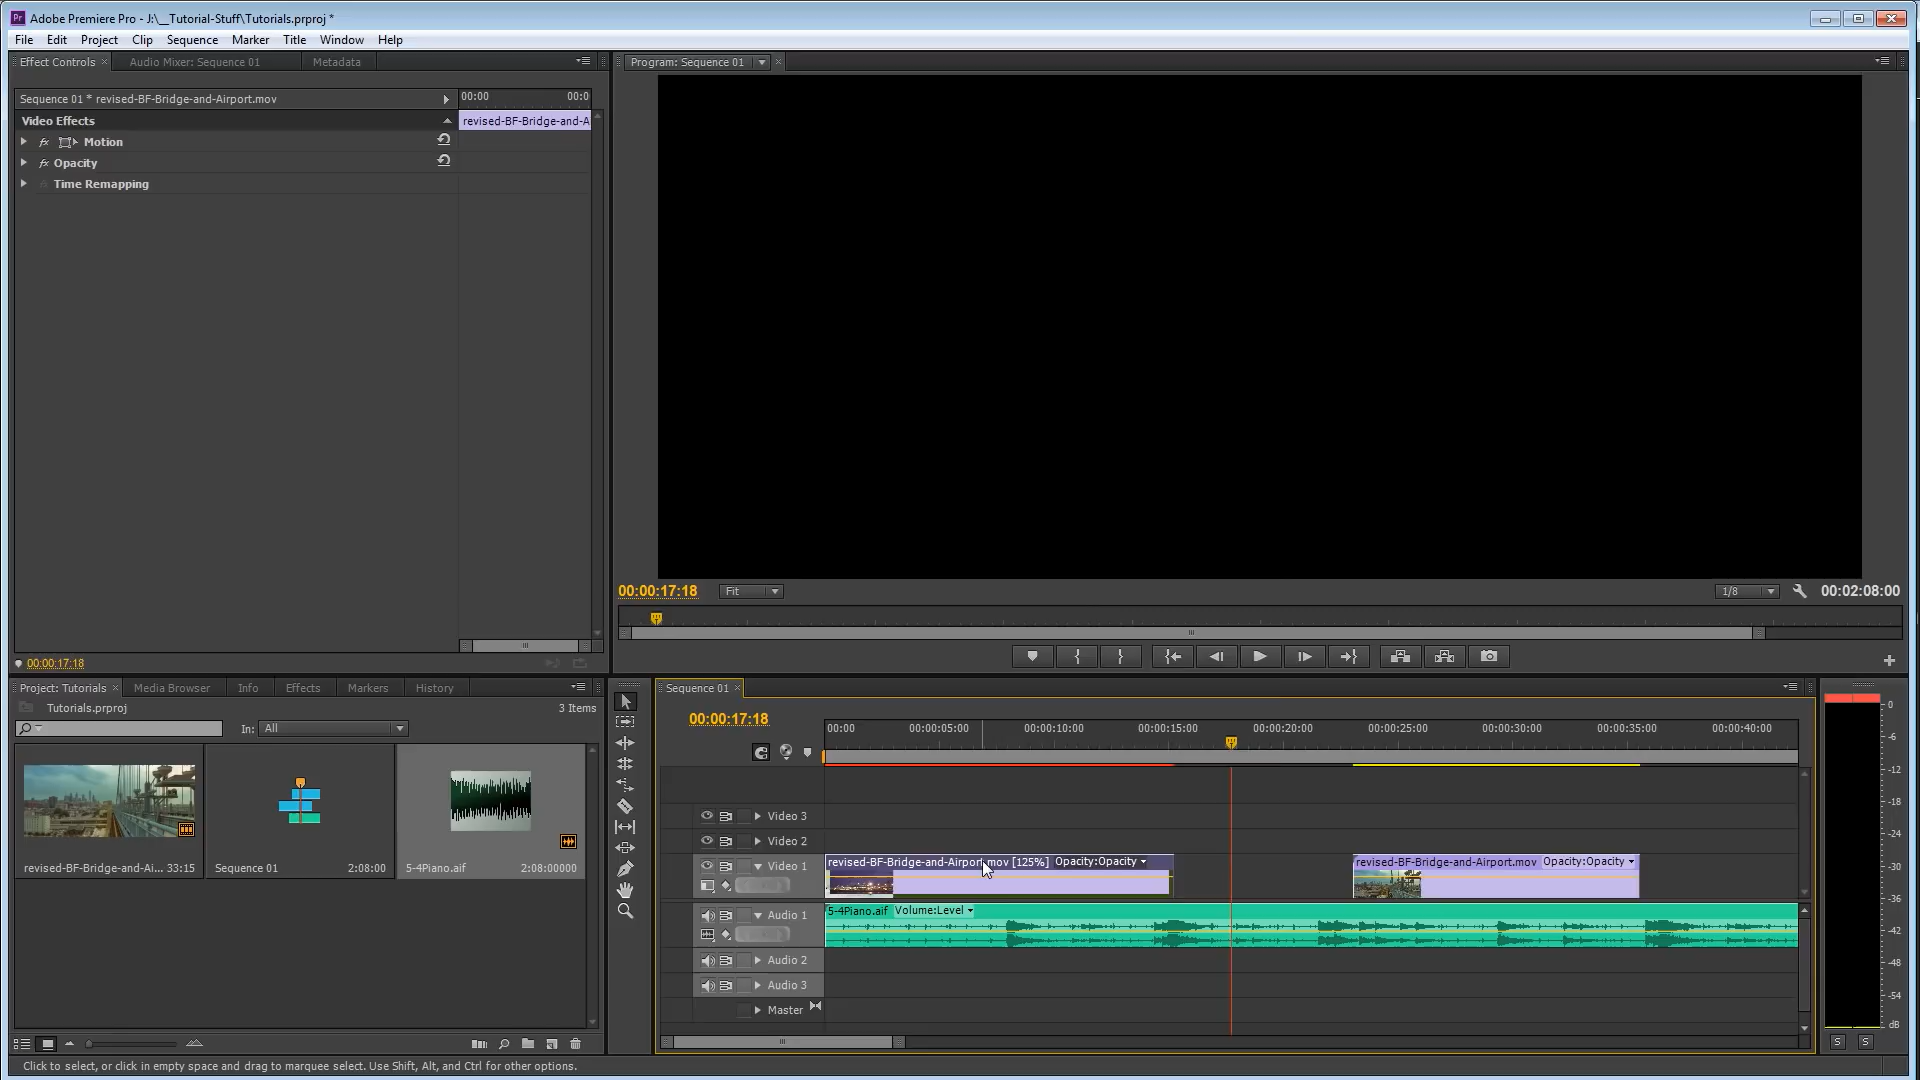 Adobe Premiere Pro - J:\__Tutorial-Stuff\Tutorials.prproj *
File Edit Project Clip Sequence Marker Title Window Help
Effect Controls × Audio Mixer: Sequence 01 Metadata
Program: Sequence 01 ×
Sequence 01 * revised-BF-Bridge-and-Airport.mov
00:00 00:0
Video Effects
revised-BF-Bridge-and-A
fx Motion
fx Opacity
Time Remapping
00:00:17:18 Fit 1/8 00:02:08:00
00:00:17:18
Project: Tutorials × Media Browser Info Effects Markers History
Tutorials.prproj
3 Items
In: All
revised-BF-Bridge-and-Ai... 33:15
Sequence 01 2:08:00
5-4Piano.aif 2:08:00000
Sequence 01 ×
00:00:17:18
00:00 00:00:05:00 00:00:10:00 00:00:15:00 00:00:20:00 00:00:25:00 00:00:30:00 00:00:35:00 00:00:40:00
Video 3
Video 2
Video 1
revised-BF-Bridge-and-Airport.mov [125%] Opacity:Opacity
revised-BF-Bridge-and-Airport.mov Opacity:Opacity
Audio 1
5-4Piano.aif Volume:Level
Audio 2
Audio 3
Master
0
-6
-12
-18
-24
-30
-36
-42
-48
-54
dB
S S
Click to select, or click in empty space and drag to marquee select. Use Shift, Alt, and Ctrl for other options.